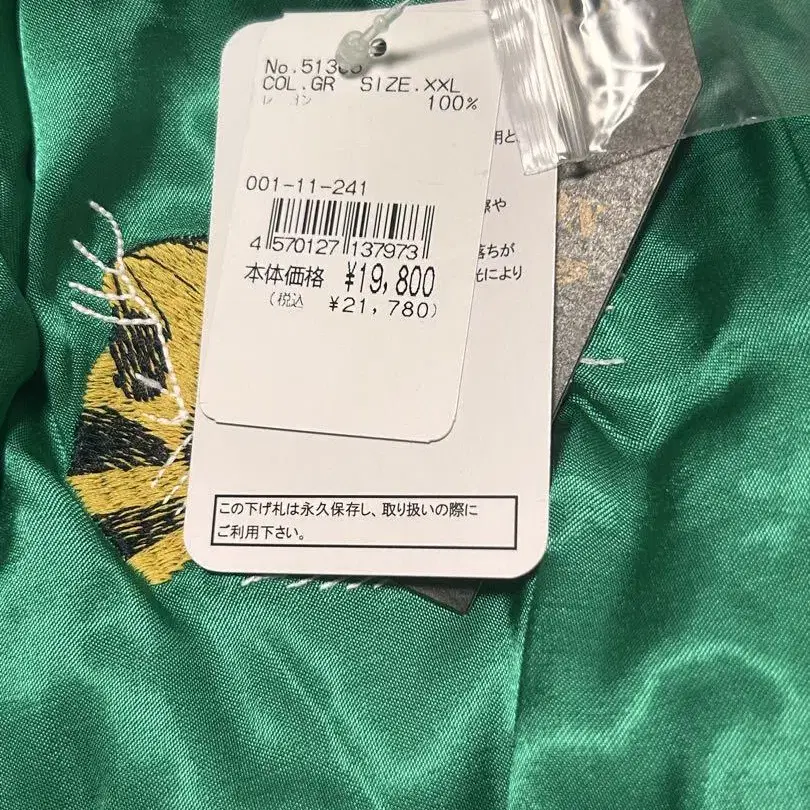 No.513
COL.GR SIZE.XXL
100%
001-11-241
4 570127 137973
本体価格 ¥19,800
(税込 ¥21,780)
この下げ札は永久保存し、取り扱いの際に
ご利用下さい。